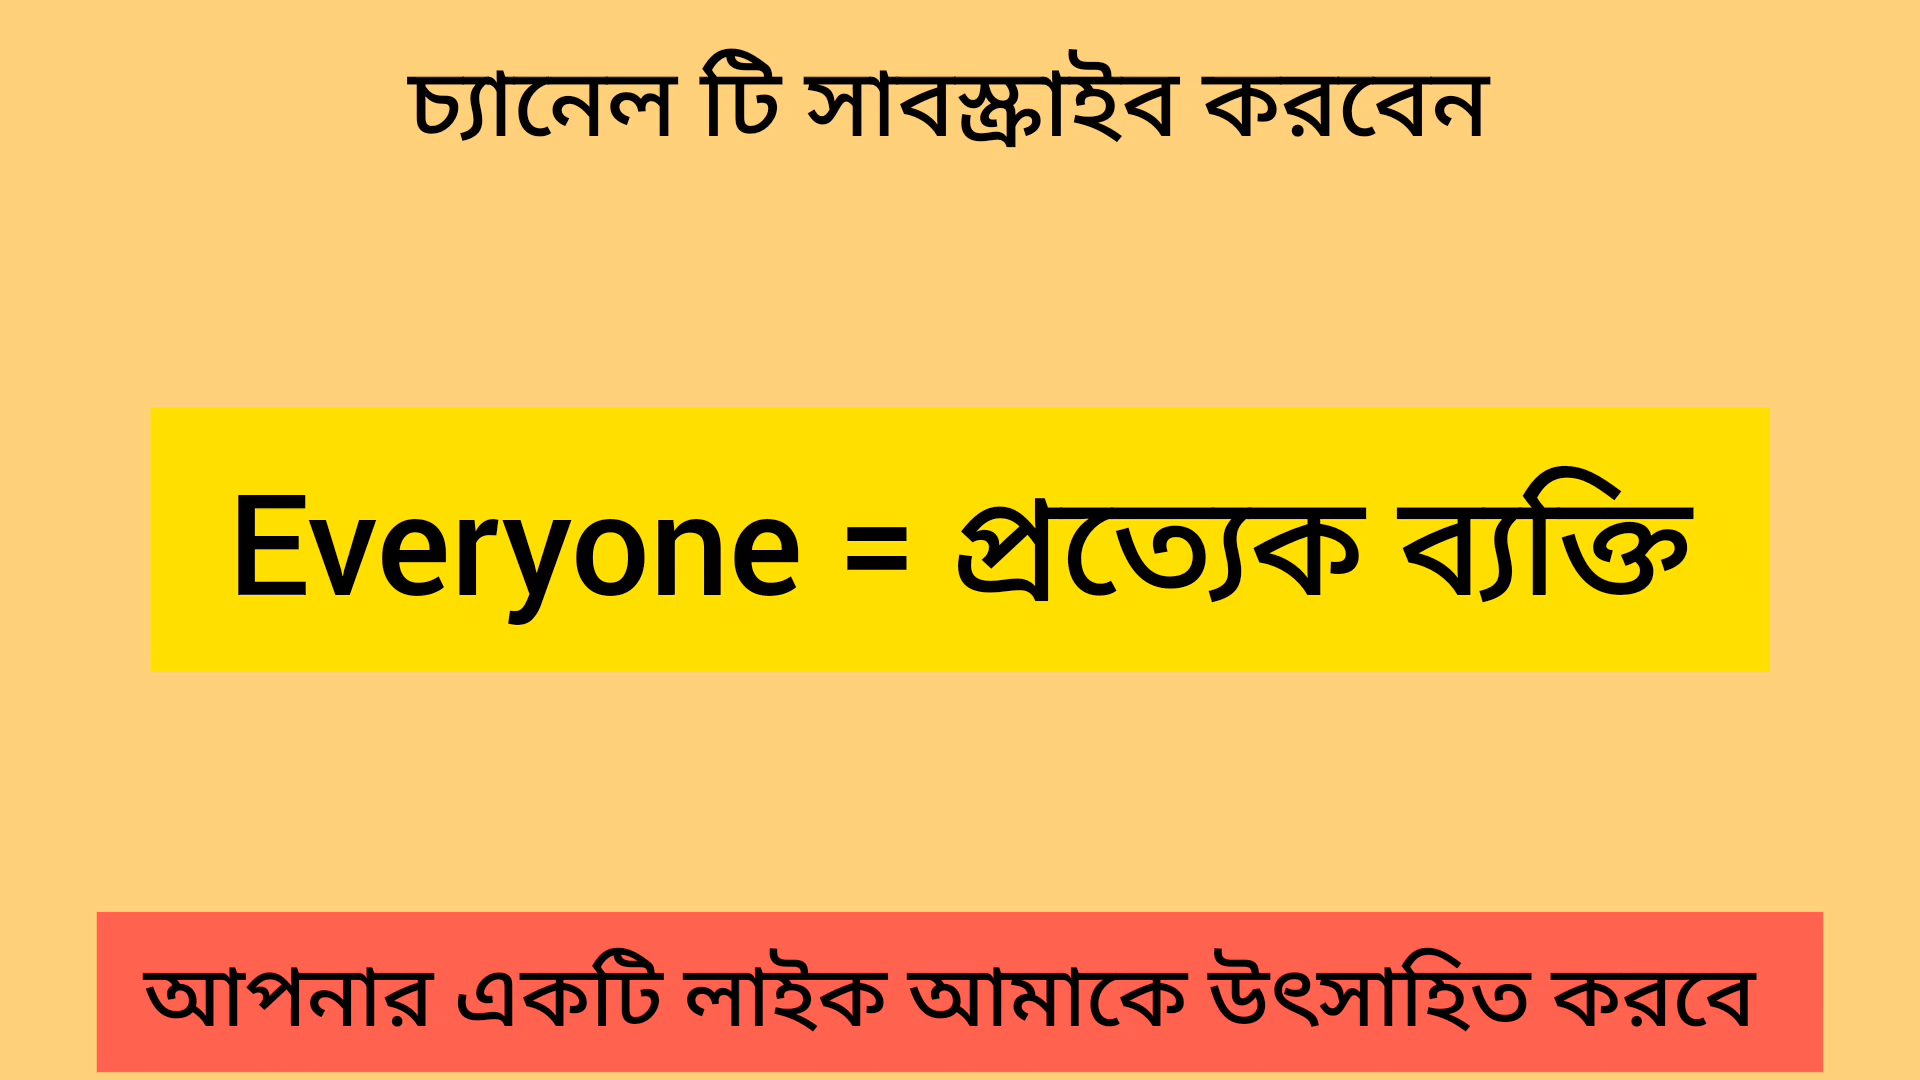 চ্যানেল টি সাবস্ক্রাইব করবেন
Everyone = প্রত্যেক ব্যক্তি
আপনার একটি লাইক আমাকে উৎসাহিত করবে